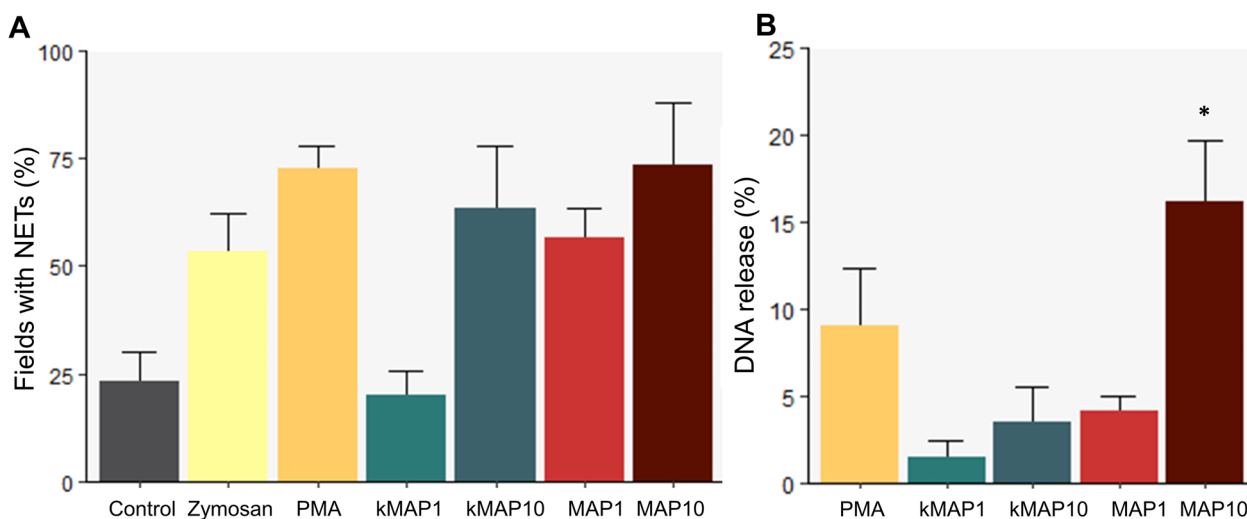 A
Fields with NETs (%)
100
75
50
25
0
Control Zymosan PMA kMAP1 kMAP10 MAP1 MAP10
B
DNA release (%)
25
20
15
10
5
0
*
PMA kMAP1 kMAP10 MAP1 MAP10